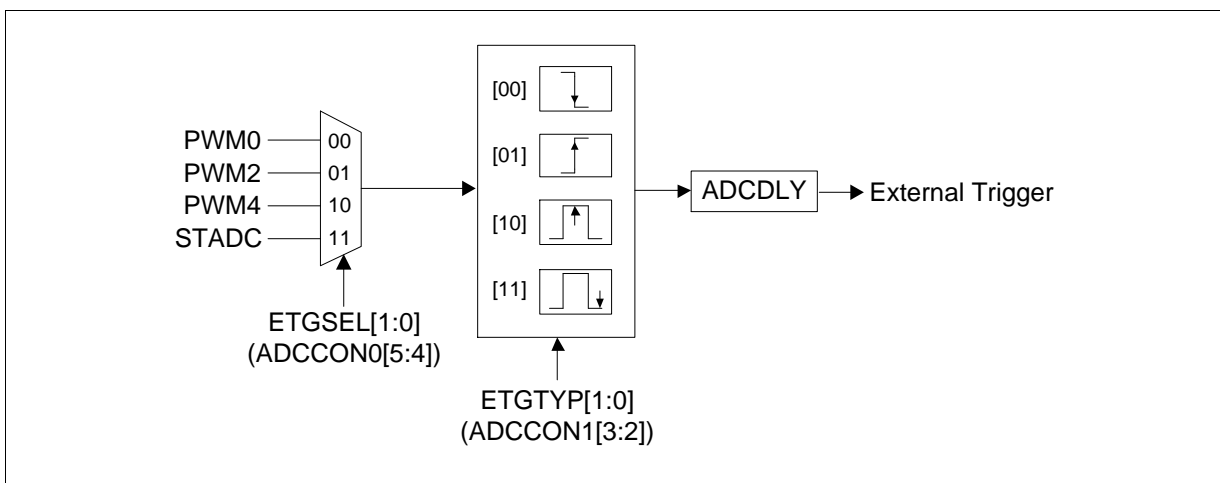 PWM0
PWM2
PWM4
STADC
00
01
10
11
ETGSEL[1:0]
(ADCCON0[5:4])
[00]
[01]
[10]
[11]
ETGTYP[1:0]
(ADCCON1[3:2])
ADCDLY
External Trigger